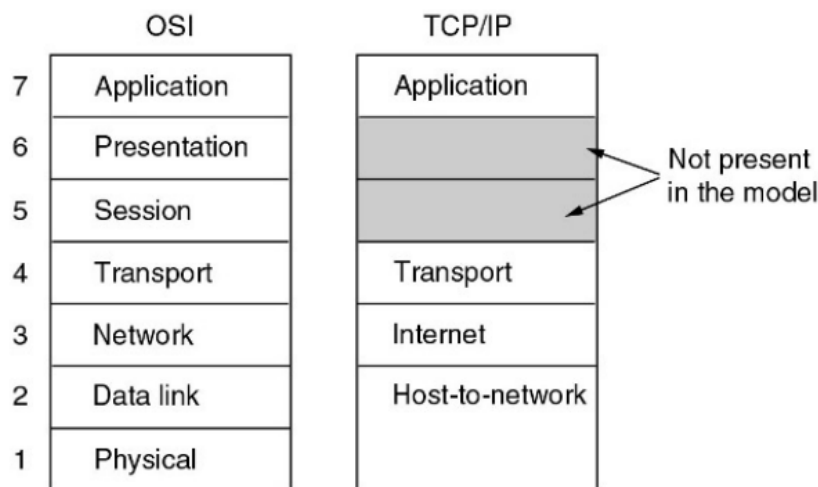 OSI TCP/IP
7 Application Application
6 Presentation
Not present
in the model
5 Session
4 Transport Transport
3 Network Internet
2 Data link Host-to-network
1 Physical